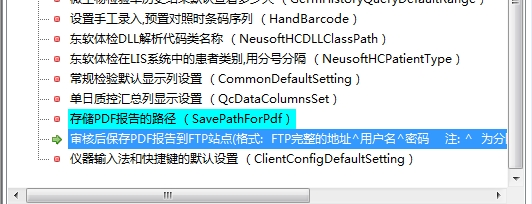 设置手工录入,预置对照时条码序列 ( HandBarcode )
东软体检DLL解析代码类名称 ( NeusoftHCDLLClassPath )
东软体检在LIS系统中的患者类别,用分号分隔 ( NeusoftHCPatientType )
常规检验默认显示列设置 ( CommonDefaultSetting )
单日质控汇总列显示设置 ( QcDataColumnsSet )
存储PDF报告的路径 ( SavePathForPdf )
审核后保存PDF报告到FTP站点(格式: FTP完整的地址^用户名^密码 注: ^ 为分
仪器输入法和快捷键的默认设置 ( ClientConfigDefaultSetting )